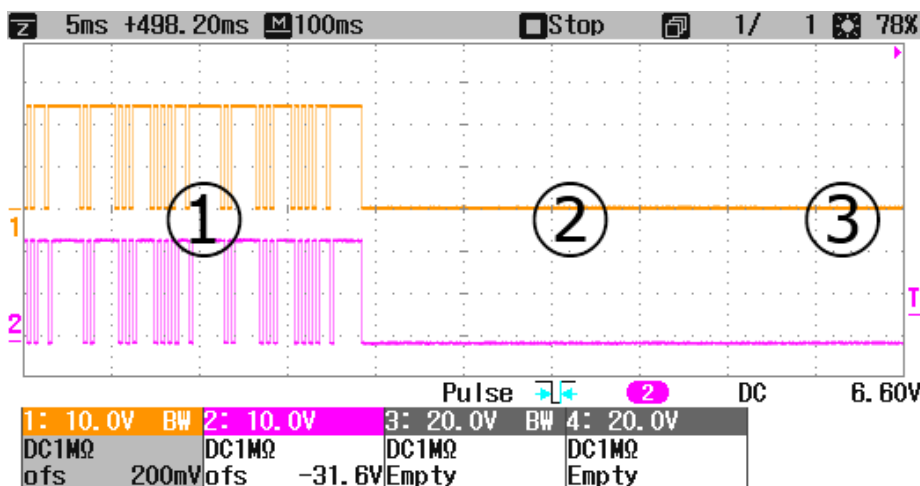 Z 5ms +498.20ms M 100ms Stop 1/ 1 78%
① ② ③
1
T
2
Pulse 2 DC 6.60V
1: 10.0V BW 2: 10.0V 3: 20.0V BW 4: 20.0V
DC1MΩ DC1MΩ DC1MΩ DC1MΩ
ofs 200mV ofs -31.6V Empty Empty